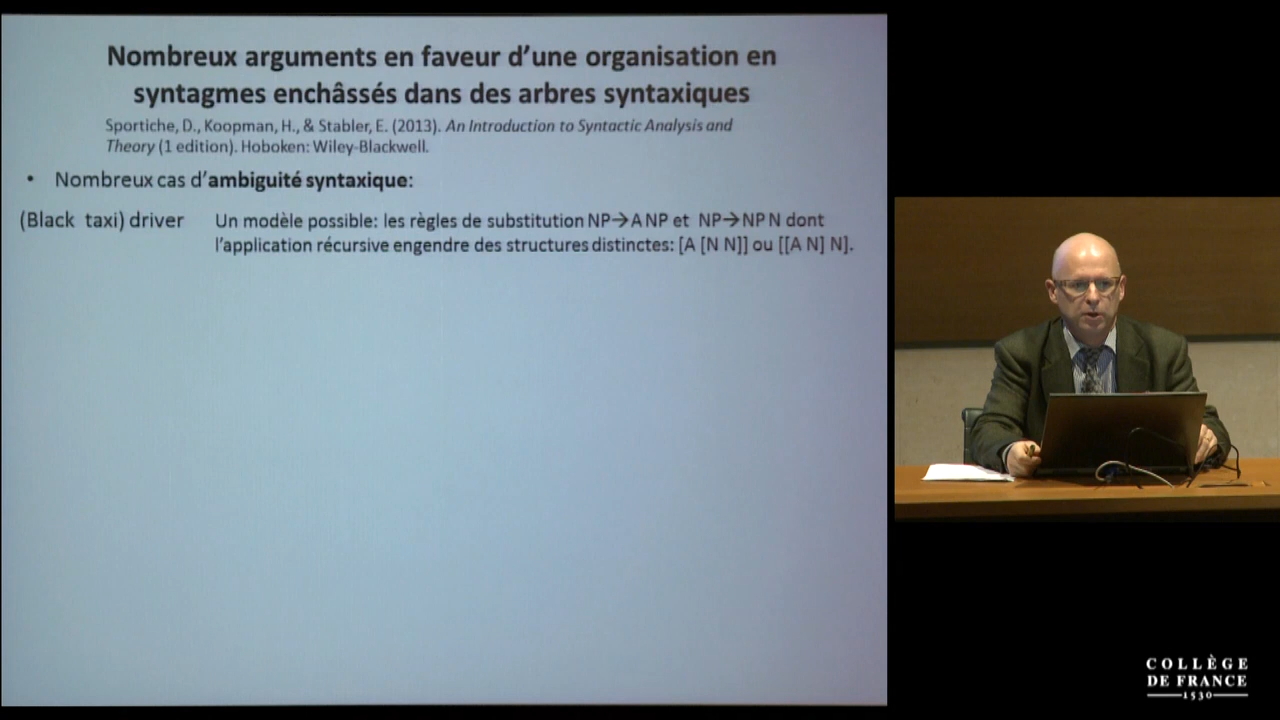 Nombreux arguments en faveur d'une organisation en
syntagmes enchâssés dans des arbres syntaxiques
Sportiche, D., Koopman, H., & Stabler, E. (2013). An Introduction to Syntactic Analysis and
Theory (1 edition). Hoboken: Wiley-Blackwell.
• Nombreux cas d'ambiguité syntaxique:
(Black taxi) driver
Un modèle possible: les règles de substitution NP→A NP et NP→NP N dont
l'application récursive engendre des structures distinctes: [A [N N]] ou [[A N] N].
COLLÈGE
DE FRANCE
1530